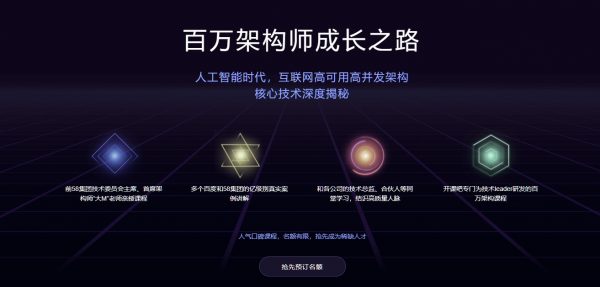 百万架构师成长之路
人工智能时代，互联网高可用高并发架构
核心技术深度揭秘
前58集团技术委员会主席、首席架
构师"大M"老师亲授课程
多个百度和58集团的亿级别真实案
例讲解
和各公司的技术总监、合伙人等同
堂学习，结识高质量人脉
开课吧专门为技术leader研发的百
万架构课程
人气口碑课程，名额有限，抢先成为稀缺人才
抢先预订名额